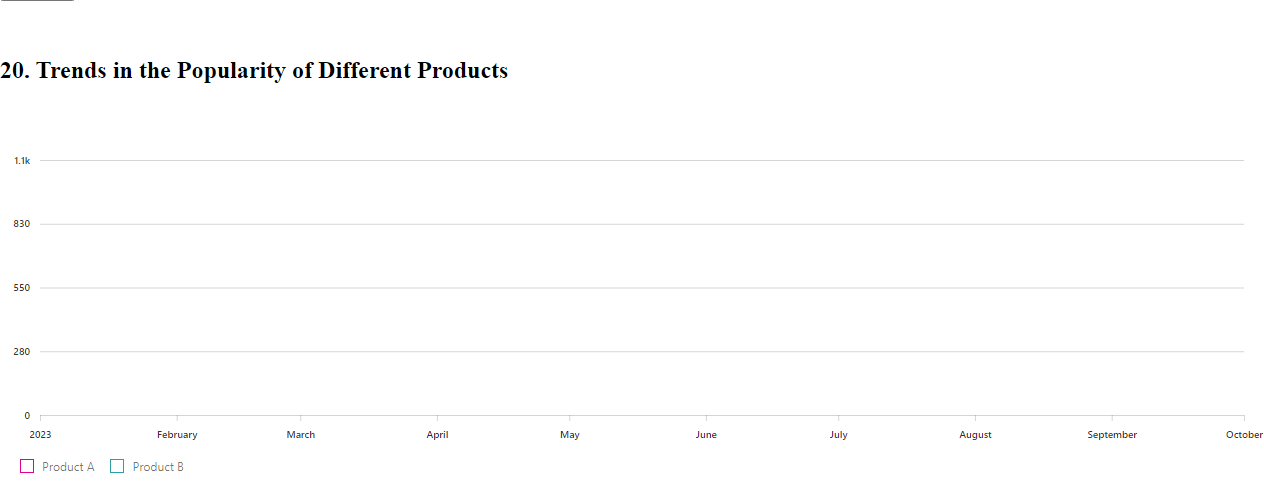 20. Trends in the Popularity of Different Products
1.1k
830
550
280
0
2023 February March April May June July August September October
Product A Product B